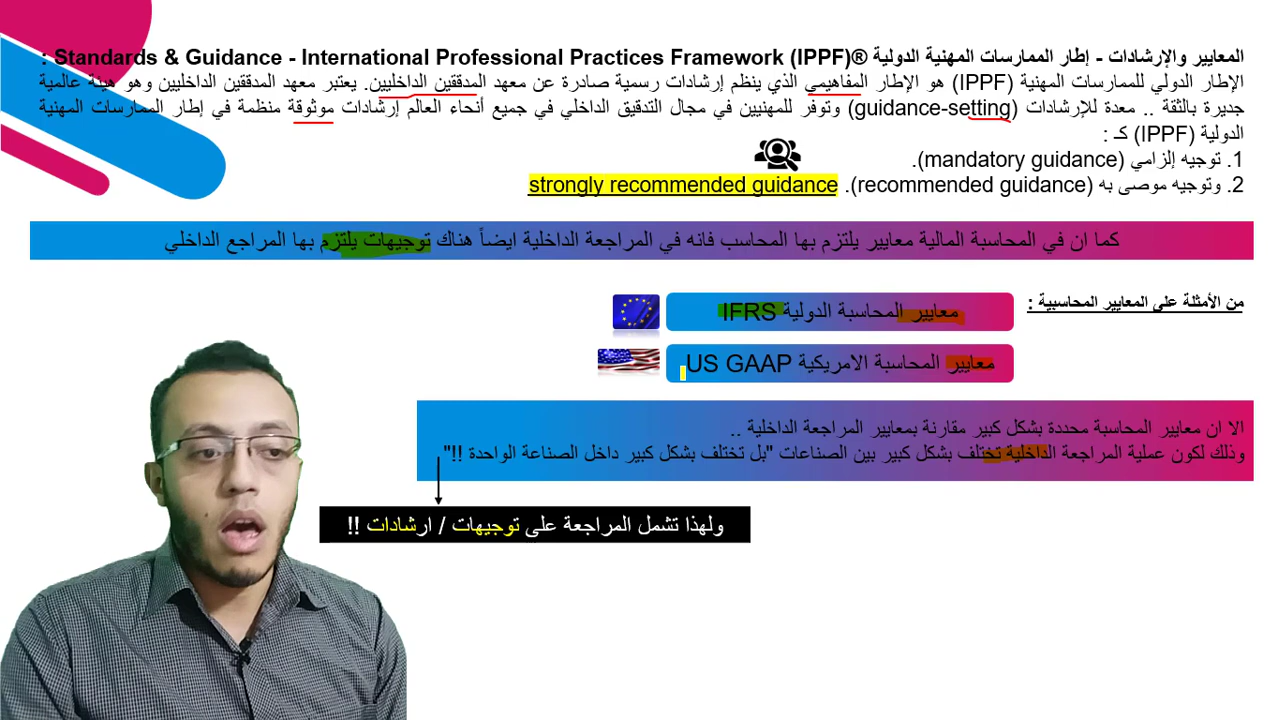 المعايير والإرشادات - إطار الممارسات المهنية الدولية Standards & Guidance - International Professional Practices Framework (IPPF)® :
الإطار الدولي للممارسات المهنية (IPPF) هو الإطار المفاهيمي الذي ينظم إرشادات رسمية صادرة عن معهد المدققين الداخليين. يعتبر معهد المدققين الداخليين وهو هيئة عالمية
جديرة بالثقة .. معدة للإرشادات (guidance-setting) وتوفر للمهنيين في مجال التدقيق الداخلي في جميع أنحاء العالم إرشادات موثوقة منظمة في إطار الممارسات المهنية
الدولية (IPPF) كـ :
1. توجيه إلزامي (mandatory guidance).
2. وتوجيه موصى به (recommended guidance). strongly recommended guidance
كما ان في المحاسبة المالية معايير يلتزم بها المحاسب فانه في المراجعة الداخلية ايضاً هناك توجيهات يلتزم بها المراجع الداخلي
من الأمثلة على المعايير المحاسبية :
معايير المحاسبة الدولية IFRS
معايير المحاسبة الامريكية US GAAP
الا ان معايير المحاسبة محددة بشكل كبير مقارنة بمعايير المراجعة الداخلية ..
وذلك لكون عملية المراجعة الداخلية تختلف بشكل كبير بين الصناعات "بل تختلف بشكل كبير داخل الصناعة الواحدة !!"
ولهذا تشمل المراجعة على توجيهات / ارشادات !!